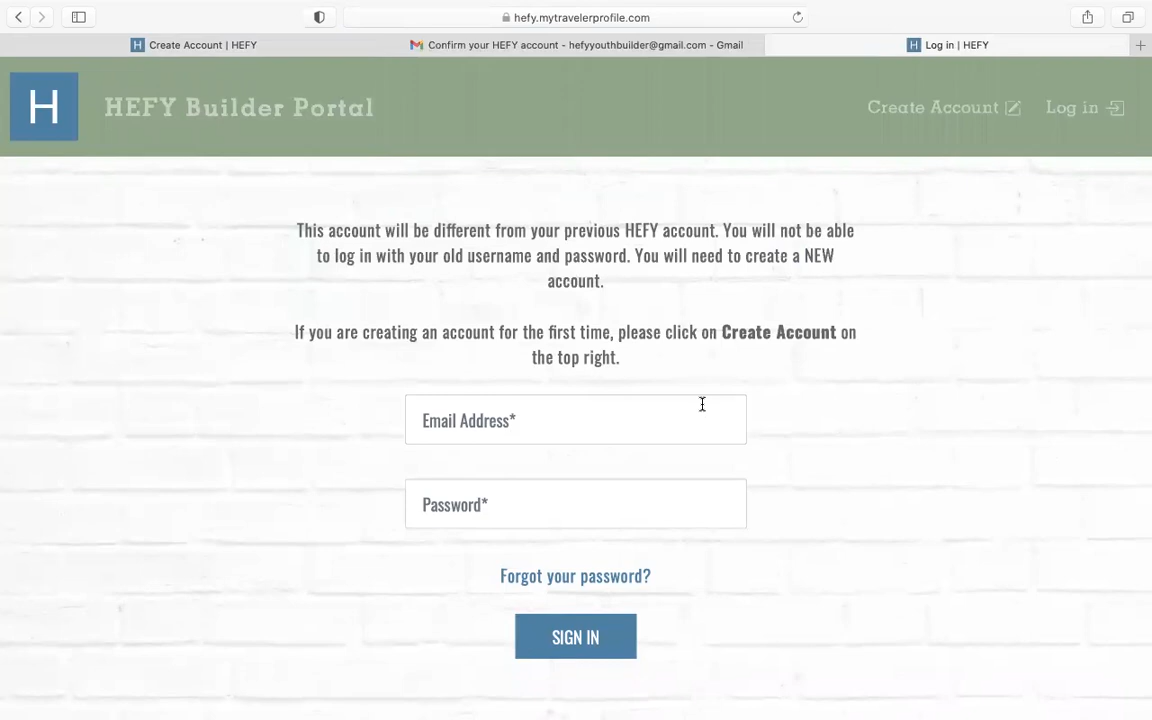 hefy.mytravelerprofile.com
H Create Account | HEFY
Confirm your HEFY account - hefyyouthbuilder@gmail.com - Gmail
H Log in | HEFY
H
HEFY Builder Portal
Create Account
Log in
This account will be different from your previous HEFY account. You will not be able
to log in with your old username and password. You will need to create a NEW
account.
If you are creating an account for the first time, please click on Create Account on
the top right.
Email Address*
Password*
Forgot your password?
SIGN IN